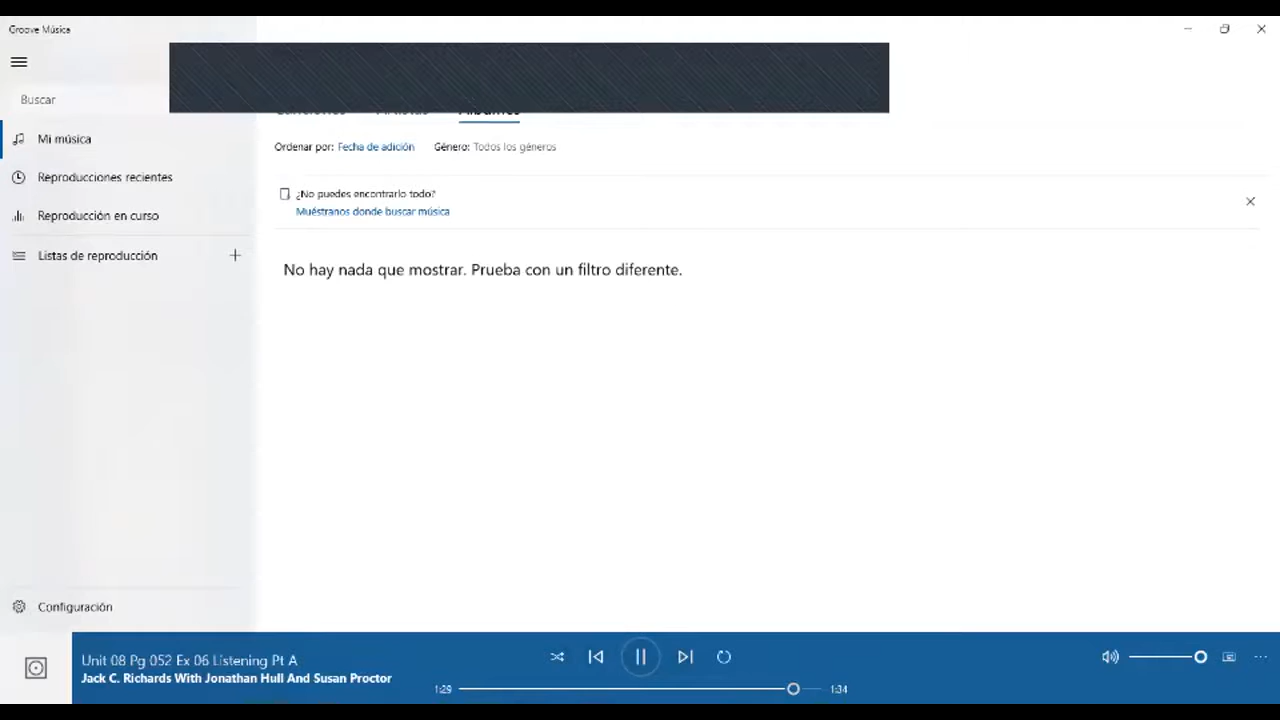 Groove Música
Buscar
Mi música
Reproducciones recientes
Reproducción en curso
Listas de reproducción
Configuración
Ordenar por: Fecha de adición Género: Todos los géneros
¿No puedes encontrarlo todo?
Muéstranos donde buscar música
No hay nada que mostrar. Prueba con un filtro diferente.
Unit 08 Pg 052 Ex 06 Listening Pt A
Jack C. Richards With Jonathan Hull And Susan Proctor
1:29
1:34